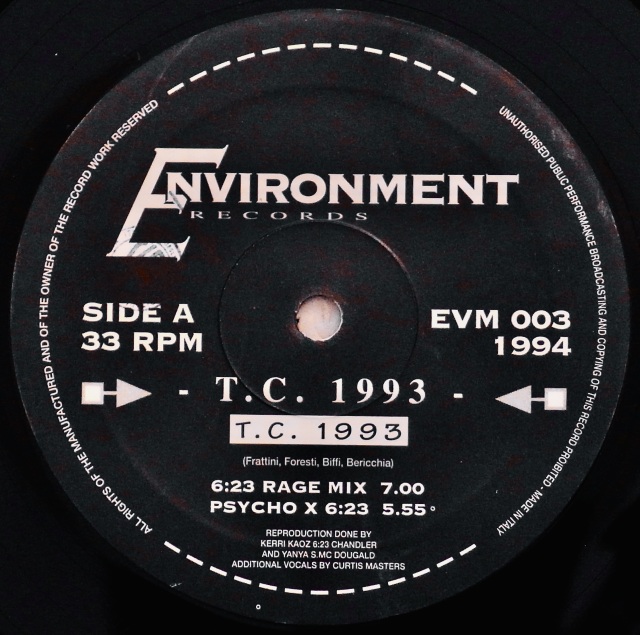 ENVIRONMENT
RECORDS
SIDE A
33 RPM
EVM 003
1994
- T.C. 1993 -
T.C. 1993
(Frattini, Foresti, Biffi, Bericchia)
6:23 RAGE MIX 7.00
PSYCHO X 6:23 5.55°
REPRODUCTION DONE BY
KERRI KAOZ 6:23 CHANDLER
AND YANYA S.MC DOUGALD
ADDITIONAL VOCALS BY CURTIS MASTERS
ALL RIGHTS OF THE MANUFACTURED AND OF THE OWNER OF THE RECORD WORK RESERVED
UNAUTHORISED PUBLIC PERFORMANCE BROADCASTING AND COPYING OF THIS RECORD PROIBITED - MADE IN ITALY